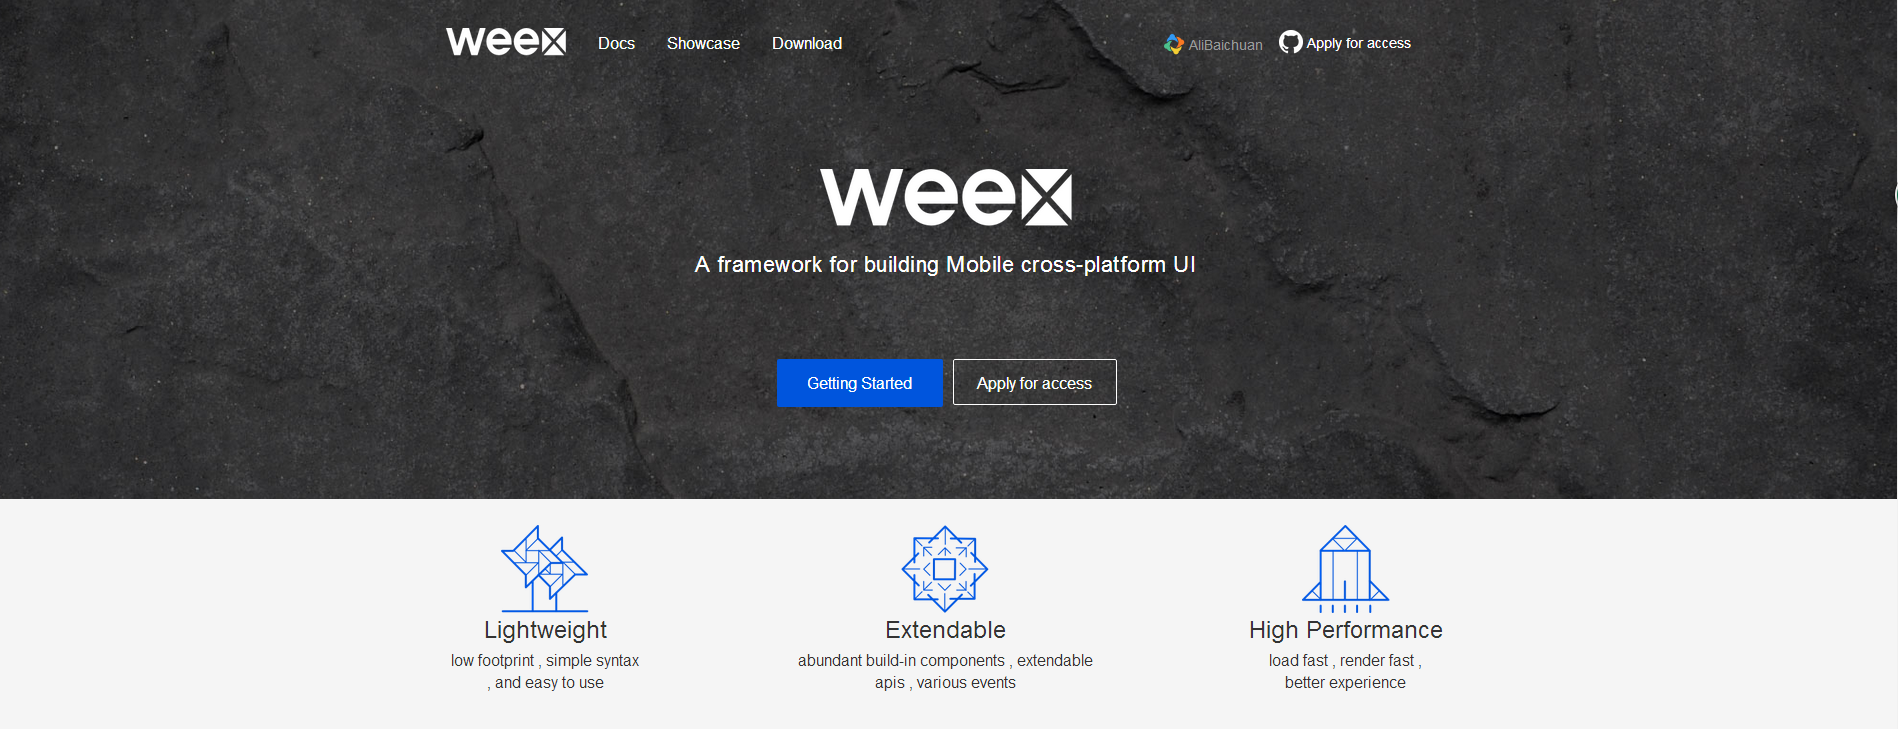 weex Docs Showcase Download AliBaichuan Apply for access
weex
A framework for building Mobile cross-platform UI
Getting Started Apply for access
Lightweight
low footprint , simple syntax
, and easy to use
Extendable
abundant build-in components , extendable
apis , various events
High Performance
load fast , render fast ,
better experience